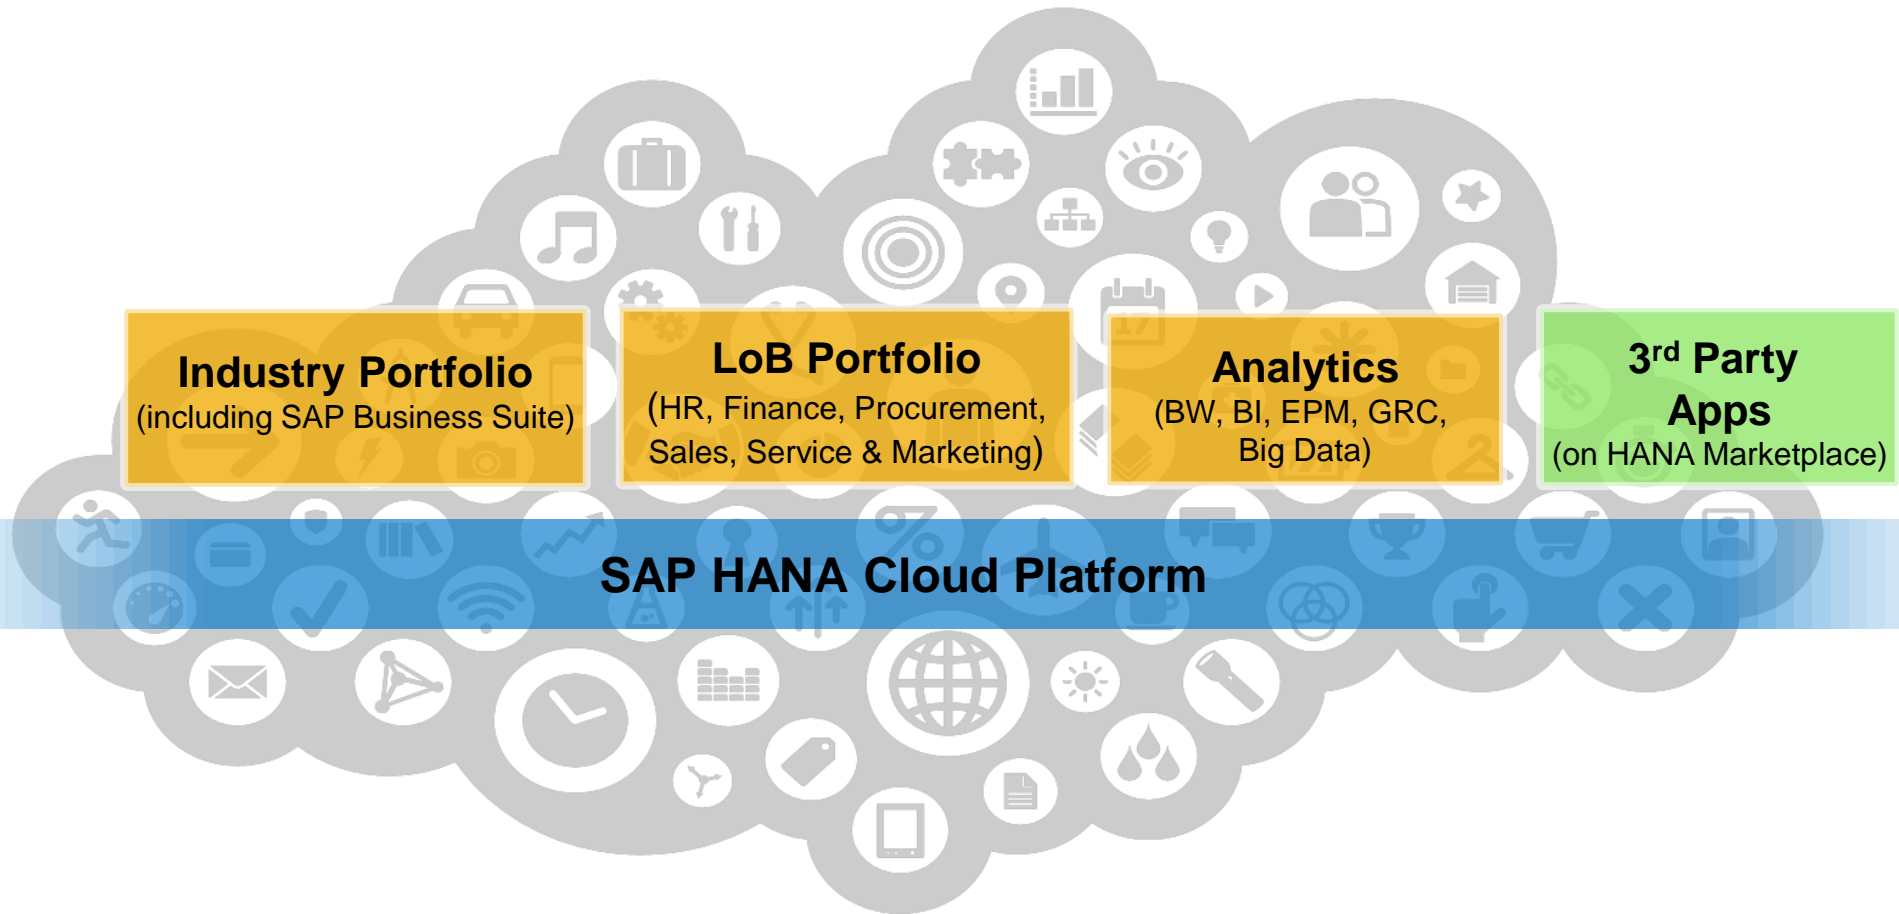 Industry Portfolio
(including SAP Business Suite)
LoB Portfolio
(HR, Finance, Procurement,
Sales, Service & Marketing)
Analytics
(BW, BI, EPM, GRC,
Big Data)
3rd Party
Apps
(on HANA Marketplace)
17
SAP HANA Cloud Platform